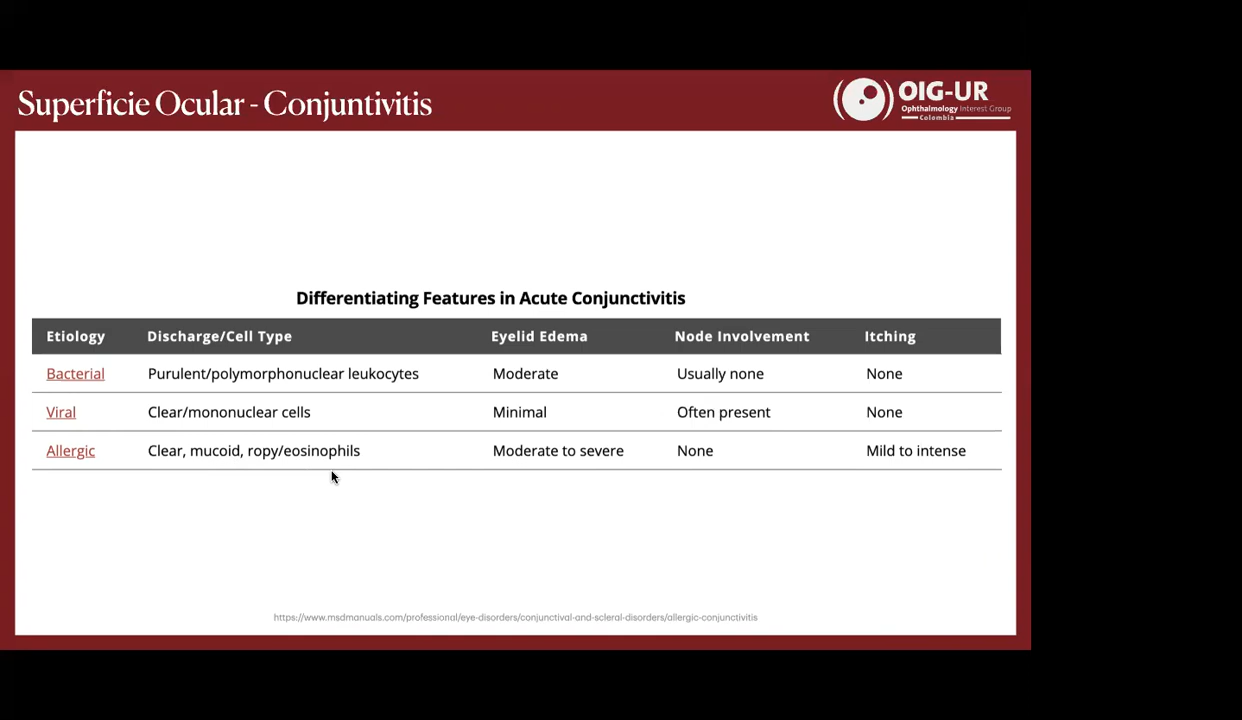 Superficie Ocular - Conjuntivitis
OIG-UR
Ophthalmology Interest Group
Colombia
Differentiating Features in Acute Conjunctivitis
Etiology Discharge/Cell Type Eyelid Edema Node Involvement Itching
Bacterial Purulent/polymorphonuclear leukocytes Moderate Usually none None
Viral Clear/mononuclear cells Minimal Often present None
Allergic Clear, mucoid, ropy/eosinophils Moderate to severe None Mild to intense
https://www.msdmanuals.com/professional/eye-disorders/conjunctival-and-scleral-disorders/allergic-conjunctivitis